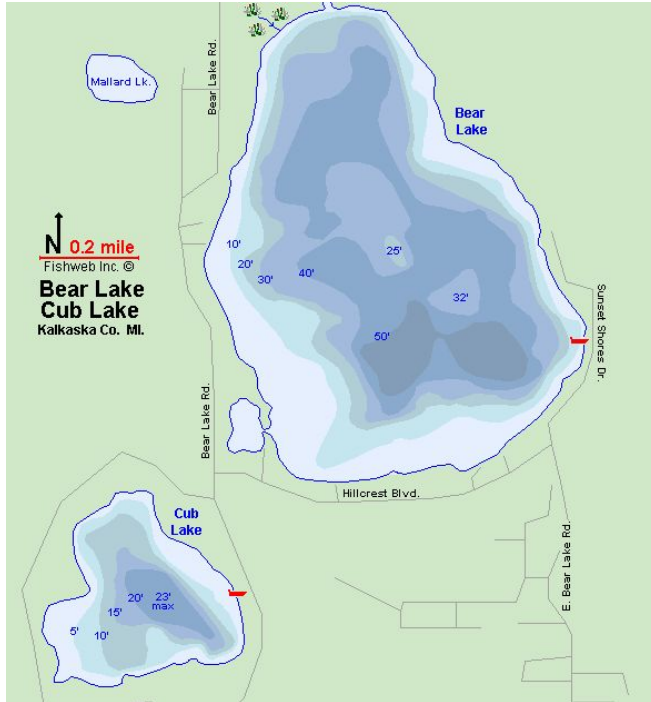 Mallard Lk.
Bear Lake Rd.
Bear
Lake
N 0.2 mile
Fishweb Inc. ©
Bear Lake
Cub Lake
Kalkaska Co. MI.
10'
20'
30'
40'
25'
32'
50'
Sunset Shores Dr.
Bear Lake Rd.
Hillcrest Blvd.
E. Bear Lake Rd.
Cub
Lake
5'
10'
15'
20'
23'
max